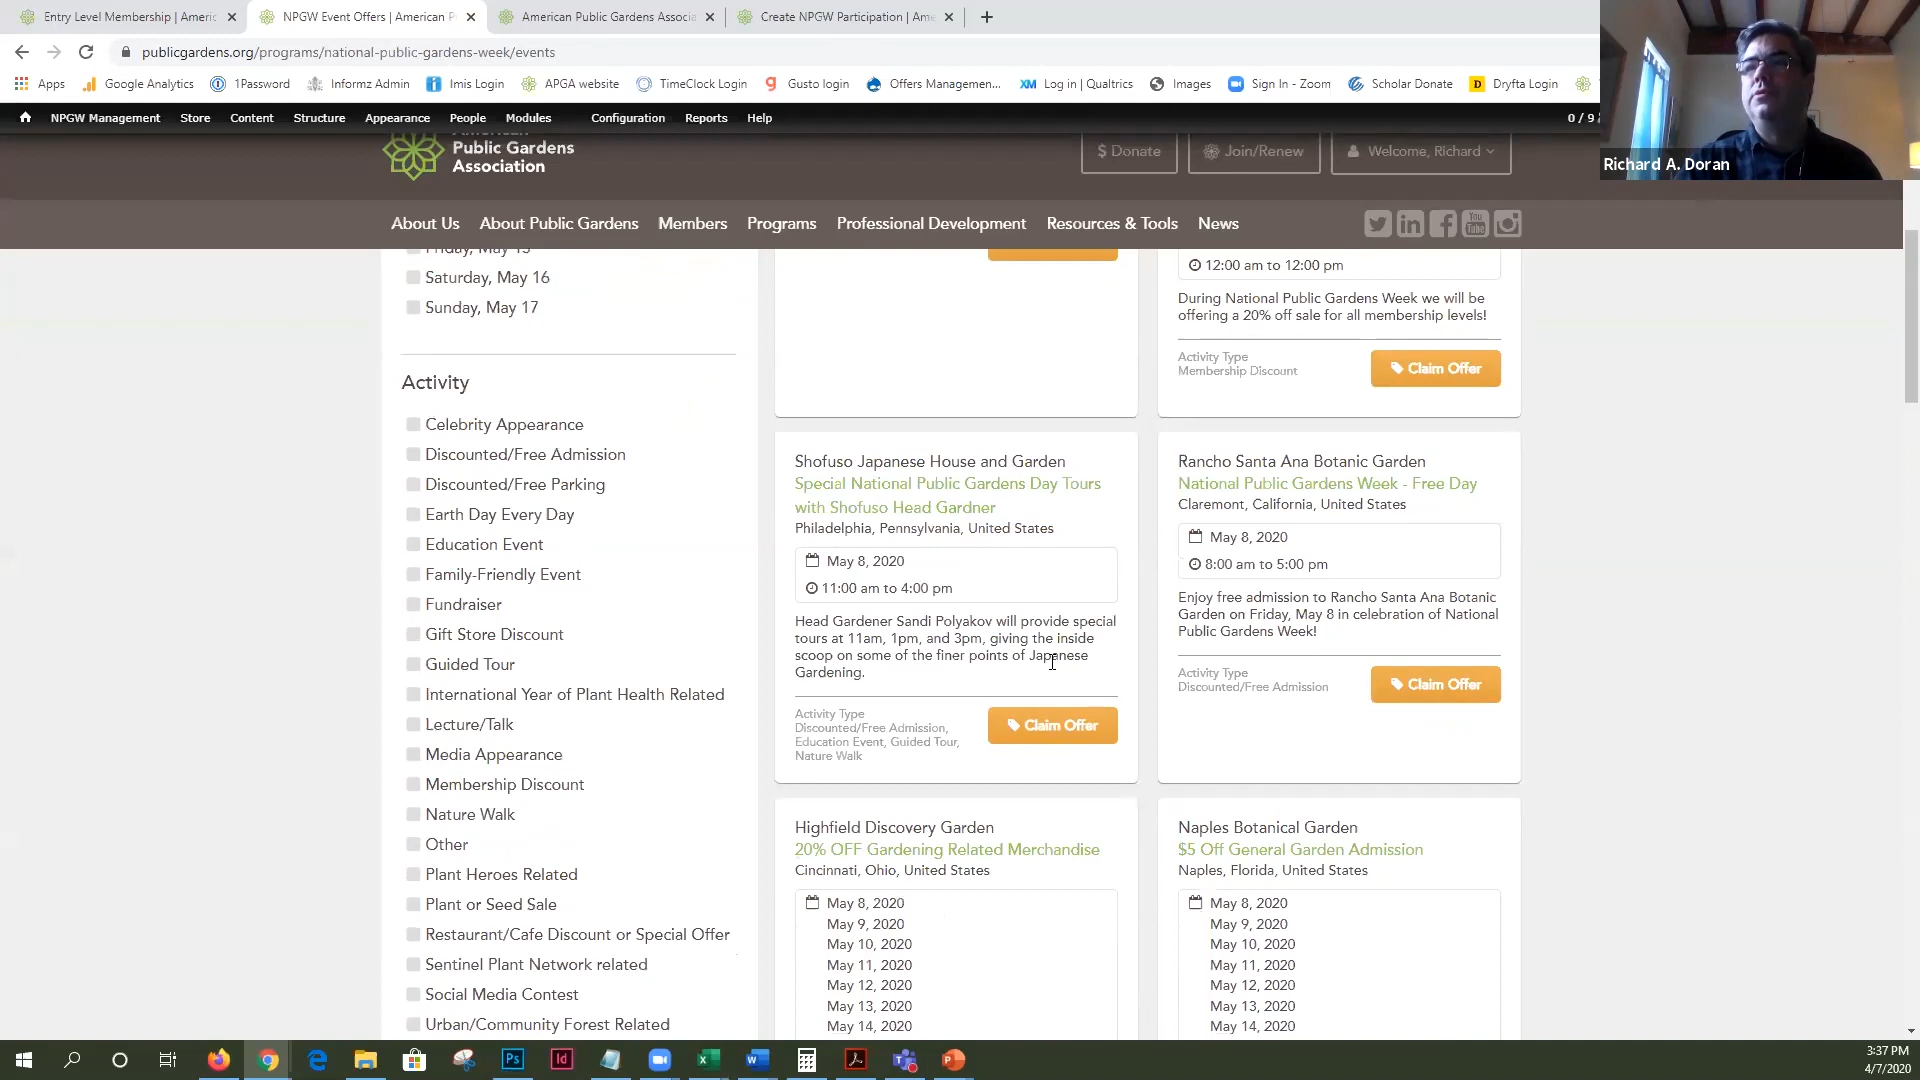 Entry Level Membership | Americ
NPGW Event Offers | American P
American Public Gardens Associa
Create NPGW Participation | Ame
publicgardens.org/programs/national-public-gardens-week/events
Apps
Google Analytics
1Password
Informz Admin
Imis Login
APGA website
TimeClock Login
Gusto login
Offers Managemen...
XM Log in | Qualtrics
Images
Sign In - Zoom
Scholar Donate
D Dryfta Login
NPGW Management
Store
Content
Structure
Appearance
People
Modules
Configuration
Reports
Help
0 / 9
Richard A. Doran
American
Public Gardens
Association
$ Donate
Join/Renew
Welcome, Richard
About Us
About Public Gardens
Members
Programs
Professional Development
Resources & Tools
News
You
Tube
Friday, May 15
Saturday, May 16
Sunday, May 17
Activity
Celebrity Appearance
Discounted/Free Admission
Discounted/Free Parking
Earth Day Every Day
Education Event
Family-Friendly Event
Fundraiser
Gift Store Discount
Guided Tour
International Year of Plant Health Related
Lecture/Talk
Media Appearance
Membership Discount
Nature Walk
Other
Plant Heroes Related
Plant or Seed Sale
Restaurant/Cafe Discount or Special Offer
Sentinel Plant Network related
Social Media Contest
Urban/Community Forest Related
12:00 am to 12:00 pm
During National Public Gardens Week we will be
offering a 20% off sale for all membership levels!
Activity Type
Membership Discount
Claim Offer
Shofuso Japanese House and Garden
Special National Public Gardens Day Tours
with Shofuso Head Gardner
Philadelphia, Pennsylvania, United States
May 8, 2020
11:00 am to 4:00 pm
Head Gardener Sandi Polyakov will provide special
tours at 11am, 1pm, and 3pm, giving the inside
scoop on some of the finer points of Japanese
Gardening.
Activity Type
Discounted/Free Admission,
Education Event, Guided Tour,
Nature Walk
Claim Offer
Rancho Santa Ana Botanic Garden
National Public Gardens Week - Free Day
Claremont, California, United States
May 8, 2020
8:00 am to 5:00 pm
Enjoy free admission to Rancho Santa Ana Botanic
Garden on Friday, May 8 in celebration of National
Public Gardens Week!
Activity Type
Discounted/Free Admission
Claim Offer
Highfield Discovery Garden
20% OFF Gardening Related Merchandise
Cincinnati, Ohio, United States
May 8, 2020
May 9, 2020
May 10, 2020
May 11, 2020
May 12, 2020
May 13, 2020
May 14, 2020
Naples Botanical Garden
$5 Off General Garden Admission
Naples, Florida, United States
May 8, 2020
May 9, 2020
May 10, 2020
May 11, 2020
May 12, 2020
May 13, 2020
May 14, 2020
Ps
Id
3:37 PM
4/7/2020